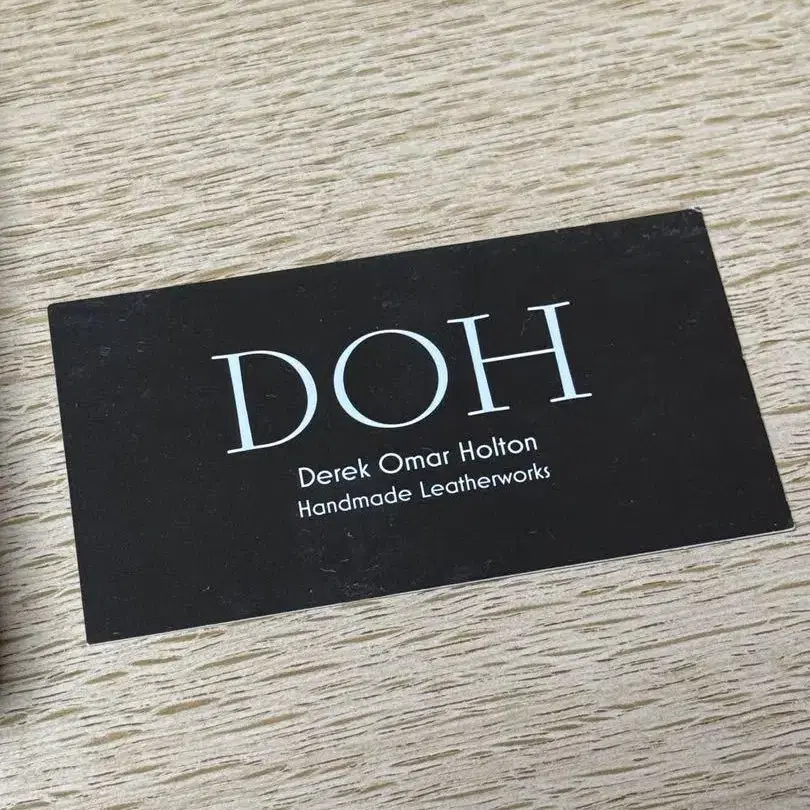 DOH
Derek Omar Holton
Handmade Leatherworks